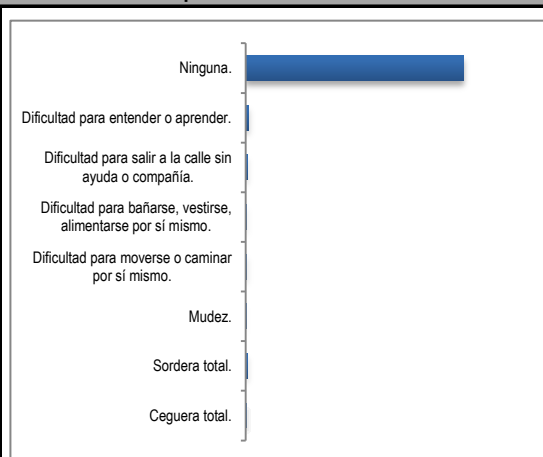 Ninguna.
Dificultad para entender o aprender.
Dificultad para salir a la calle sin
ayuda o compañía.
Dificultad para bañarse, vestirse,
alimentarse por sí mismo.
Dificultad para moverse o caminar
por sí mismo.
Mudez.
Sordera total.
Ceguera total.